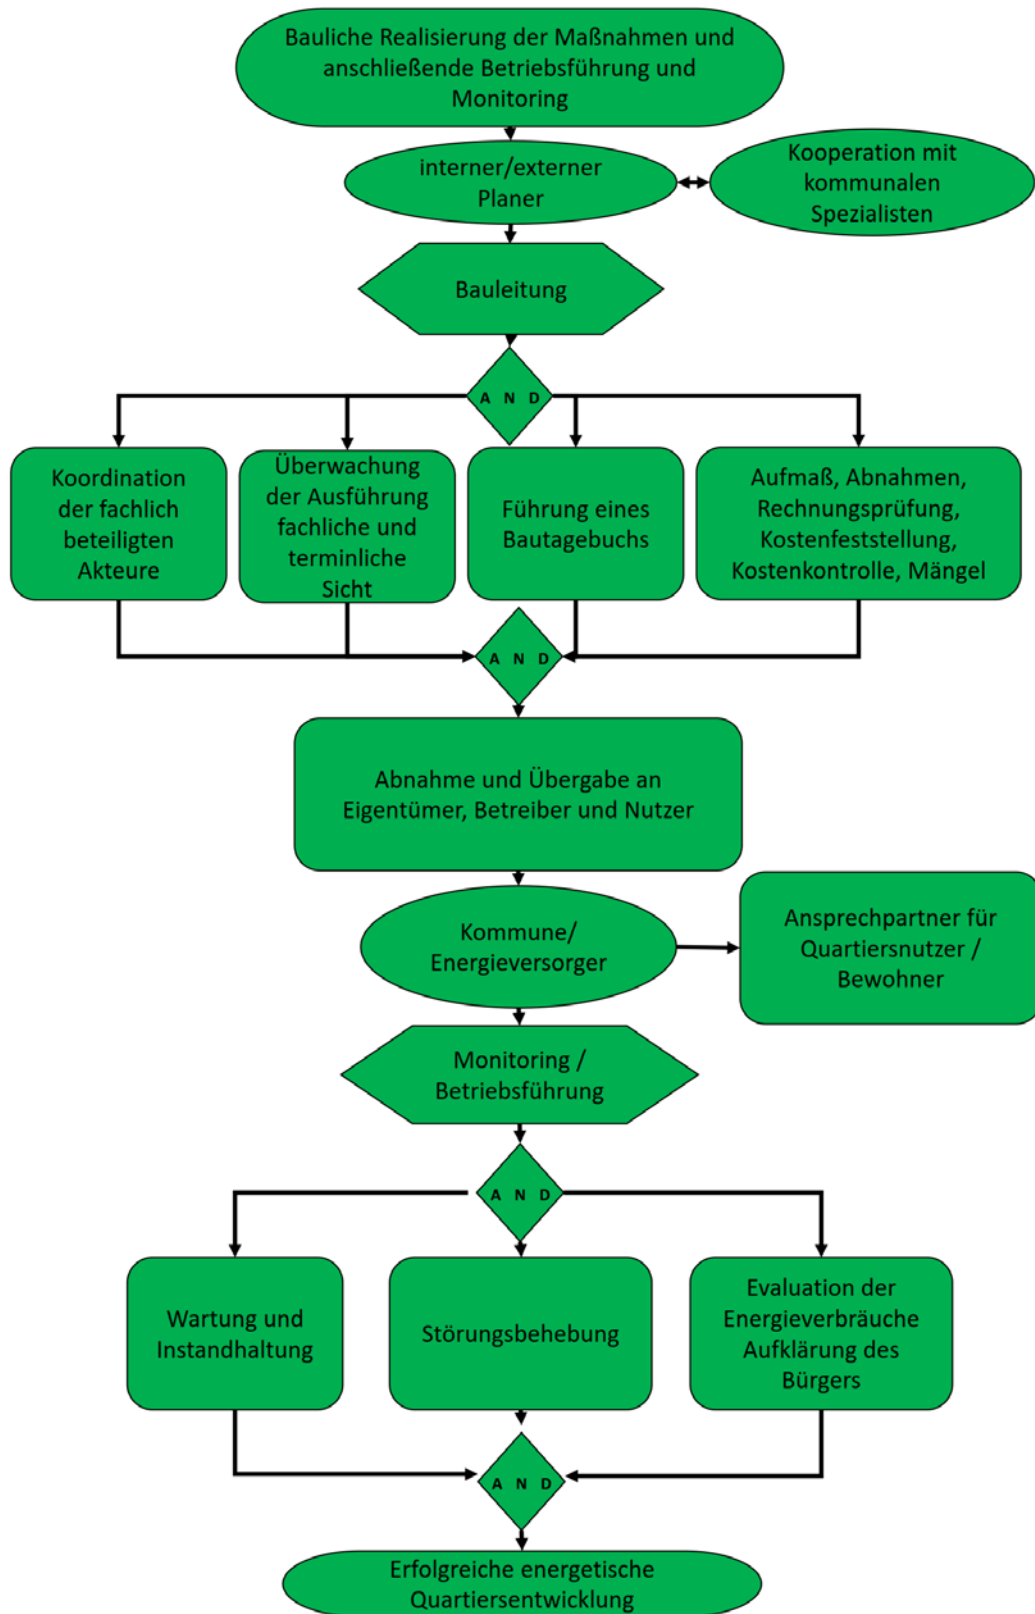 Bauliche Realisierung der Maßnahmen und
anschließende Betriebsführung und
Monitoring
interner/externer
Planer
Kooperation mit
kommunalen
Spezialisten
Bauleitung
A N D
Koordination
der fachlich
beteiligten
Akteure
Überwachung
der Ausführung
fachliche und
terminliche
Sicht
Führung eines
Bautagebuchs
Aufmaß, Abnahmen,
Rechnungsprüfung,
Kostenfeststellung,
Kostenkontrolle, Mängel
A N D
Abnahme und Übergabe an
Eigentümer, Betreiber und Nutzer
Kommune/
Energieversorger
Ansprechpartner für
Quartiersnutzer /
Bewohner
Monitoring /
Betriebsführung
A N D
Wartung und
Instandhaltung
Störungsbehebung
Evaluation der
Energieverbräuche
Aufklärung des
Bürgers
A N D
Erfolgreiche energetische
Quartiersentwicklung